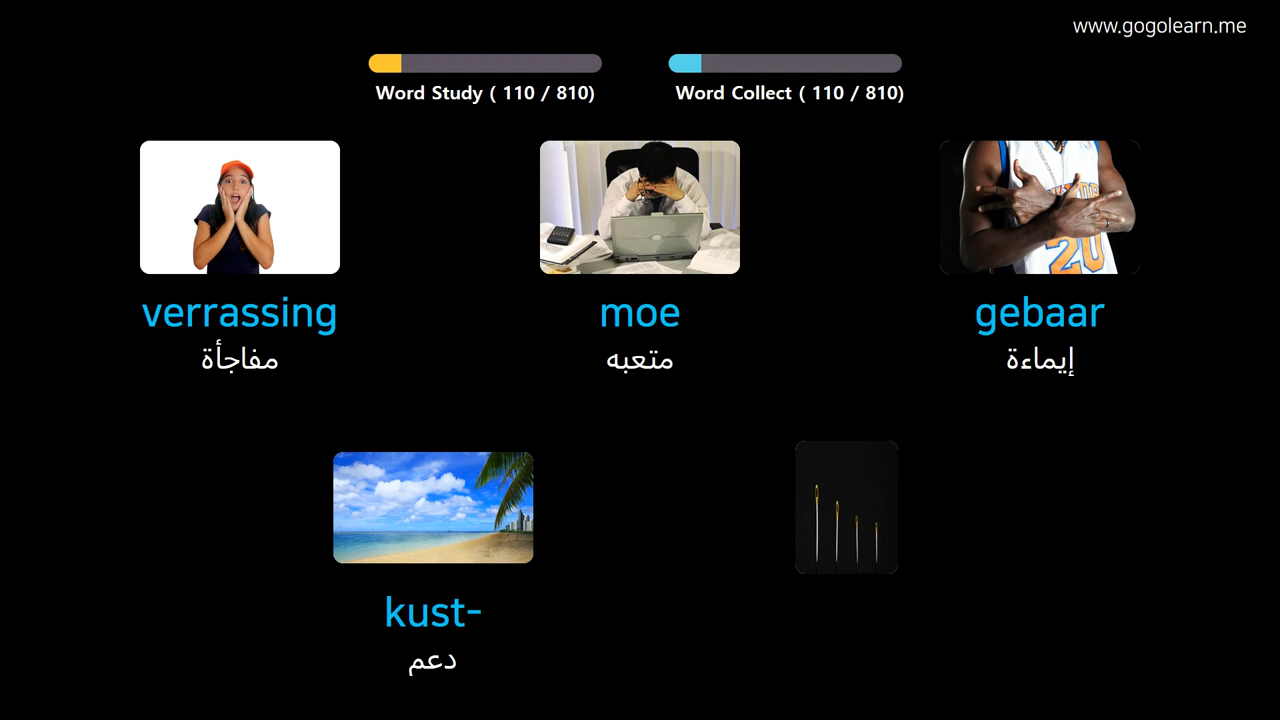 www.gogolearn.me
Word Study ( 110 / 810)
Word Collect ( 110 / 810)
verrassing
مفاجأة
moe
متعبه
gebaar
إيماءة
kust-
دعم